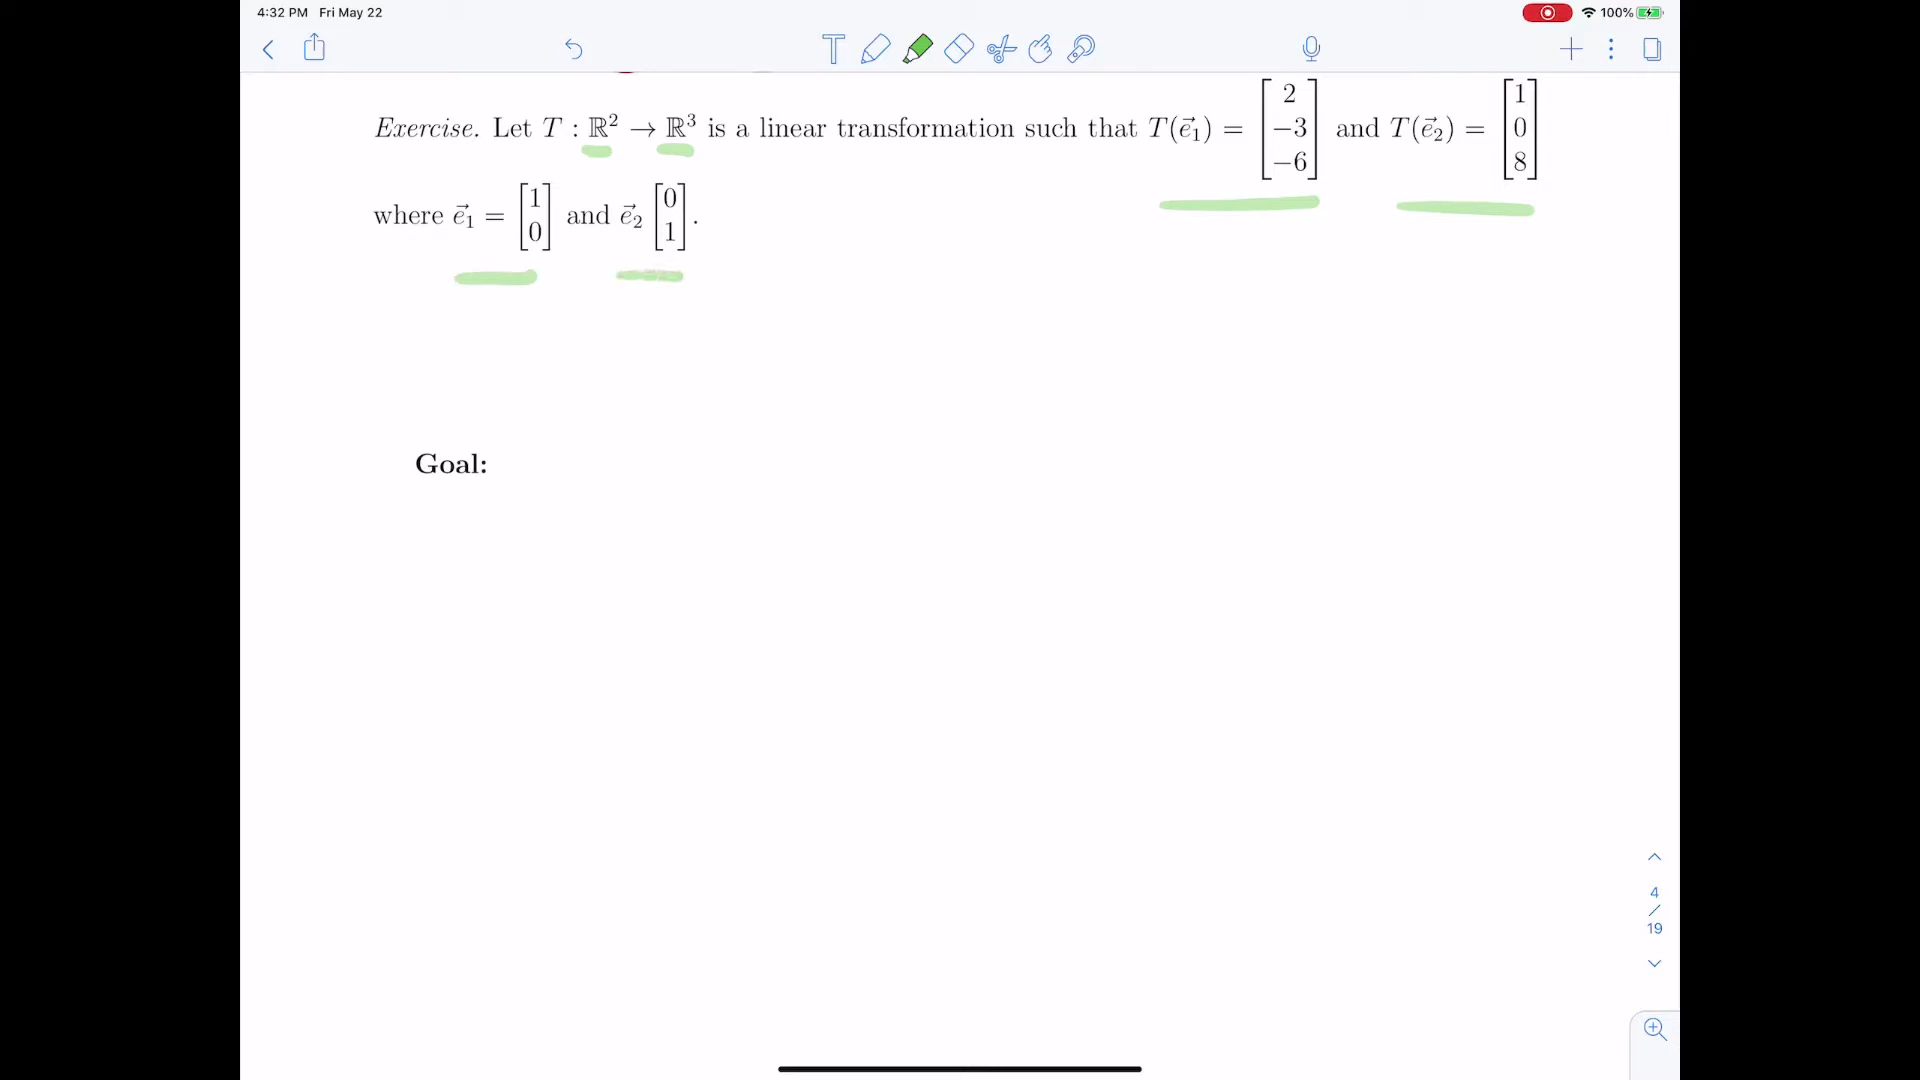 4:32 PM Fri May 22
100%
Exercise. Let T : ℝ² → ℝ³ is a linear transformation such that T(e⃗₁) = [2 −3 −6] and T(e⃗₂) = [1 0 8]
where e⃗₁ = [1 0] and e⃗₂ [0 1].
Goal:
4
/
19